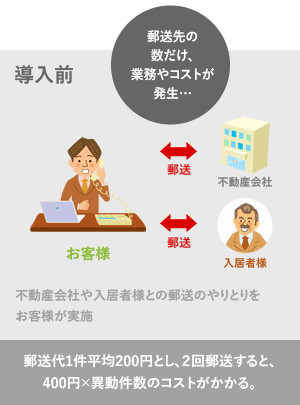 郵送先の
数だけ、
業務やコストが
発生…
導入前
郵送
不動産会社
郵送
お客様
入居者様
不動産会社や入居者様との郵送のやりとりを
お客様が実施
郵送代1件平均200円とし、2回郵送すると、
400円×異動件数のコストがかかる。